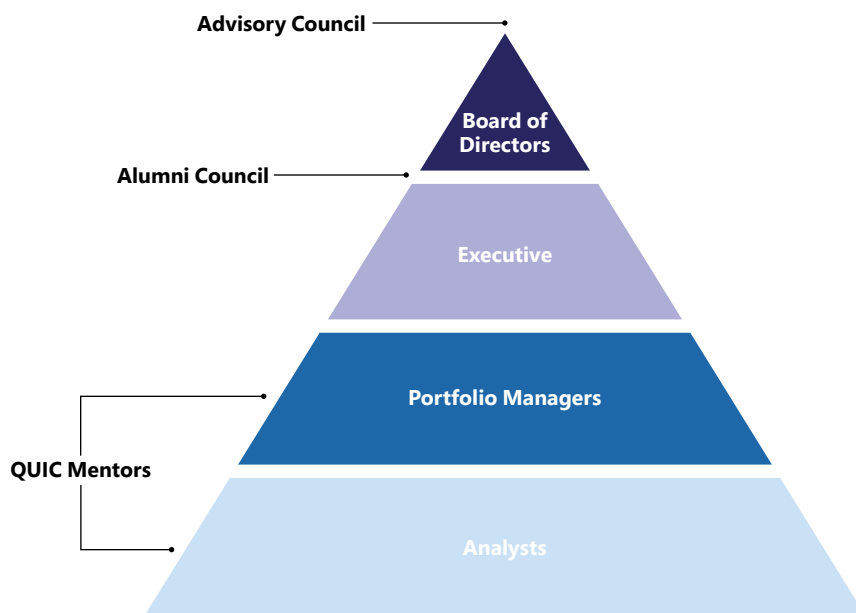 Advisory Council
Board of
Directors
Alumni Council
Executive
Portfolio Managers
QUIC Mentors
Analysts